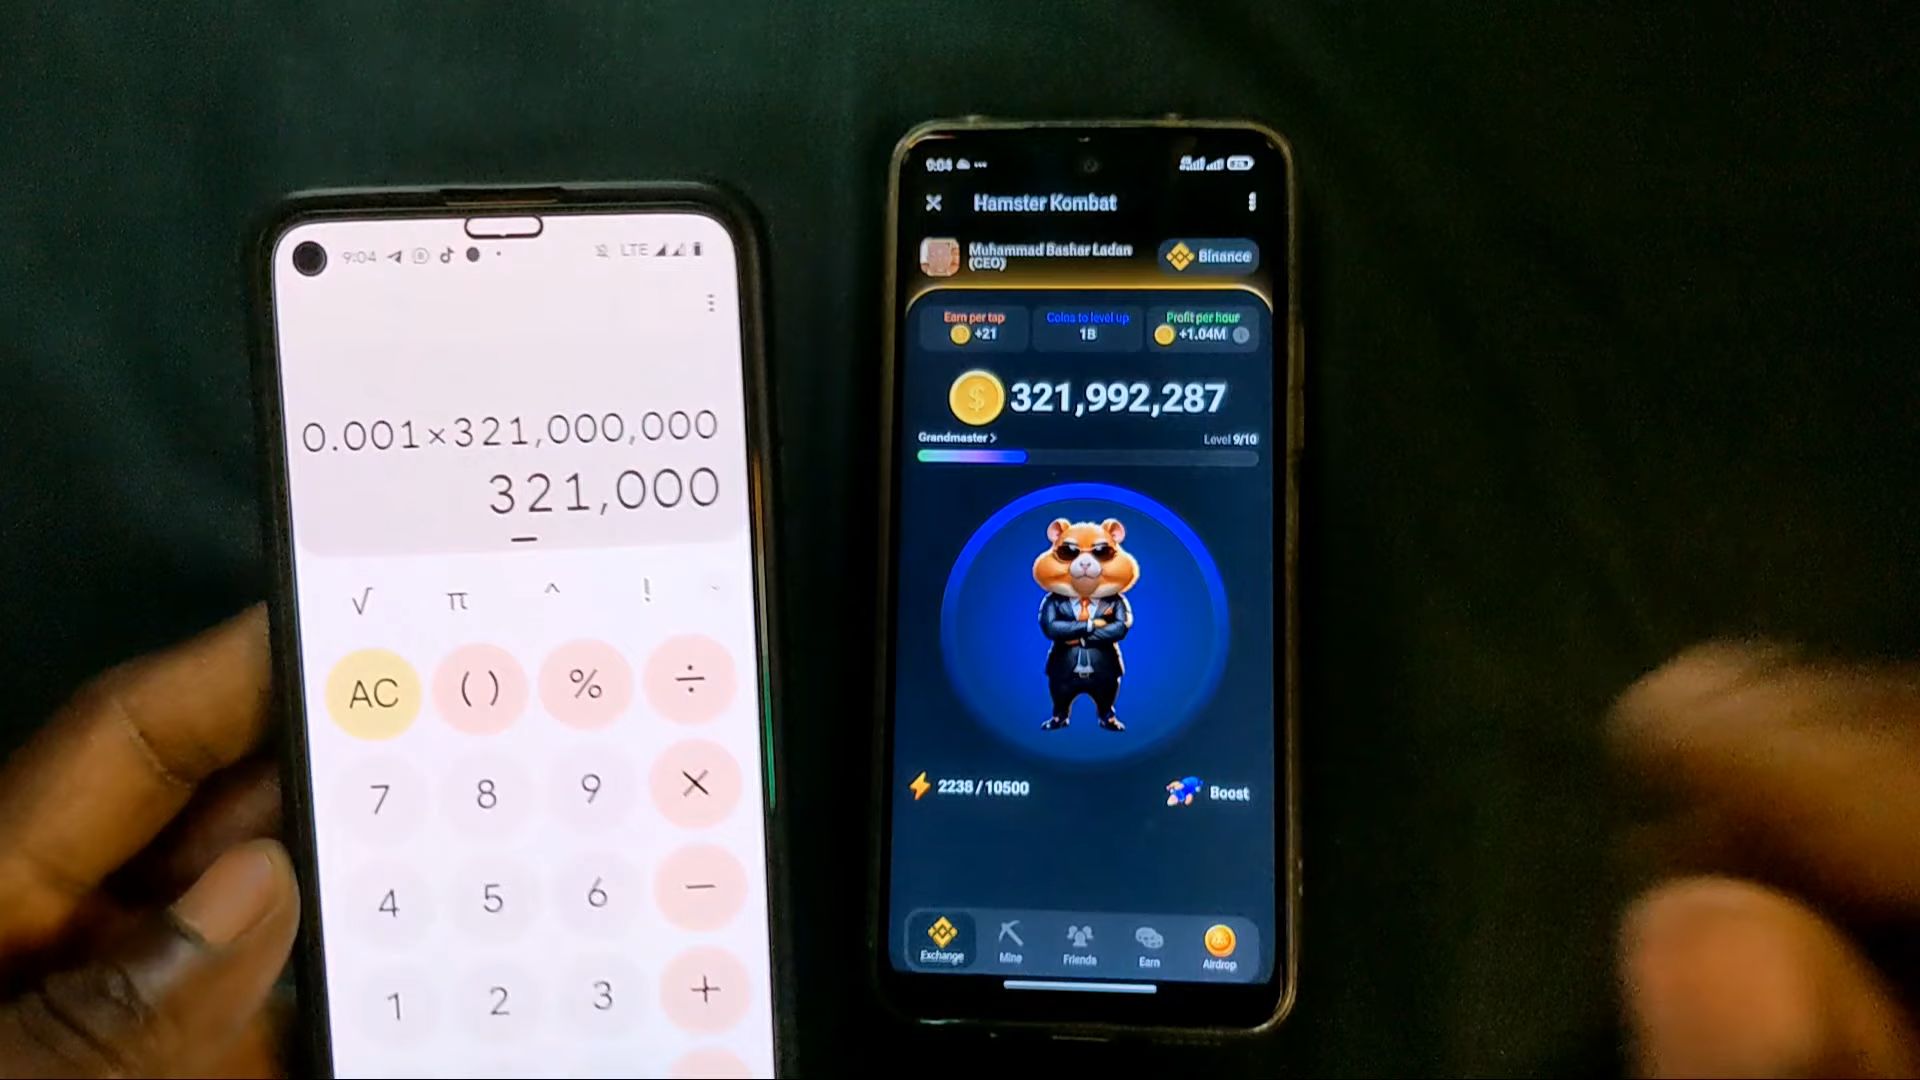 9:04
LTE
0.001×321,000,000
321,000
√ π ^ !
AC ( ) % ÷
7 8 9 ×
4 5 6 −
1 2 3 +
9:04
Hamster Kombat
Muhammad Bashar Ladan
(CEO)
Binance
Earn per tap
+21
Coins to level up
1B
Profit per hour
+1.04M
$
321,992,287
Grandmaster >
Level 9/10
2238 / 10500
Boost
Exchange
Mine
Friends
Earn
Airdrop